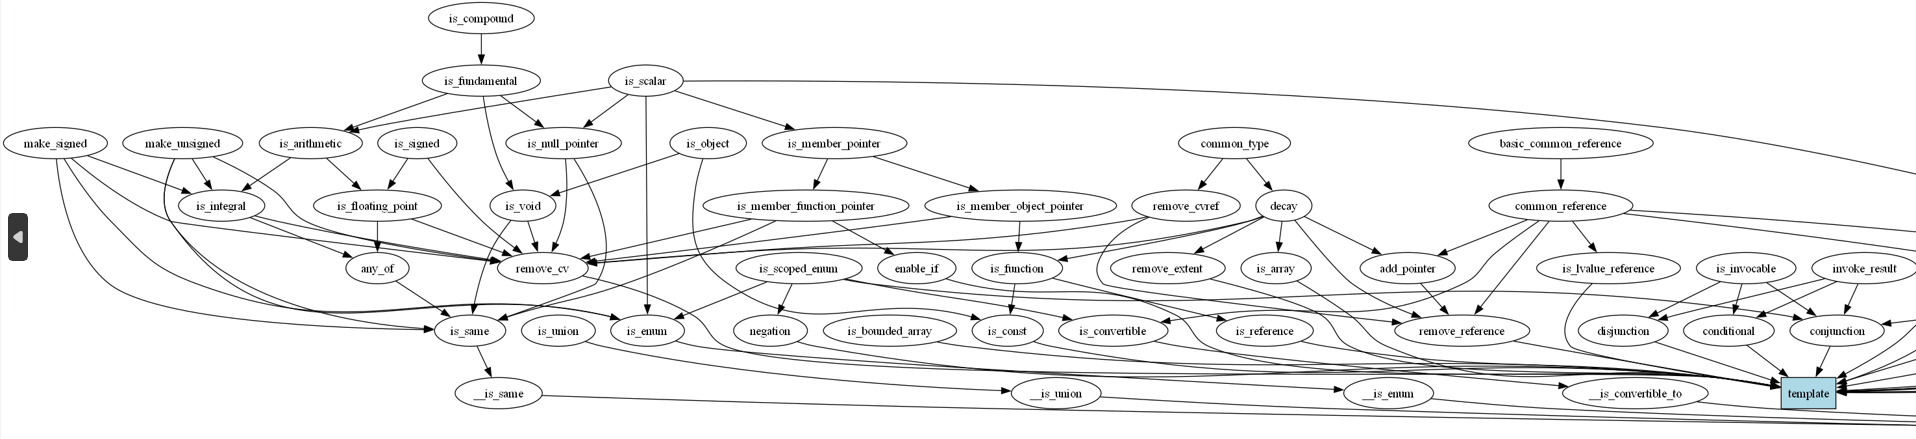 is_compound
is_fundamental
is_scalar
make_signed
make_unsigned
is_arithmetic
is_signed
is_null_pointer
is_object
is_member_pointer
common_type
basic_common_reference
is_integral
is_floating_point
is_void
is_member_function_pointer
is_member_object_pointer
remove_cvref
decay
common_reference
any_of
remove_cv
is_scoped_enum
enable_if
is_function
remove_extent
is_array
add_pointer
is_lvalue_reference
is_invocable
invoke_result
is_same
is_union
is_enum
negation
is_bounded_array
is_const
is_convertible
is_reference
remove_reference
disjunction
conditional
conjunction
__is_same
__is_union
__is_enum
__is_convertible_to
template